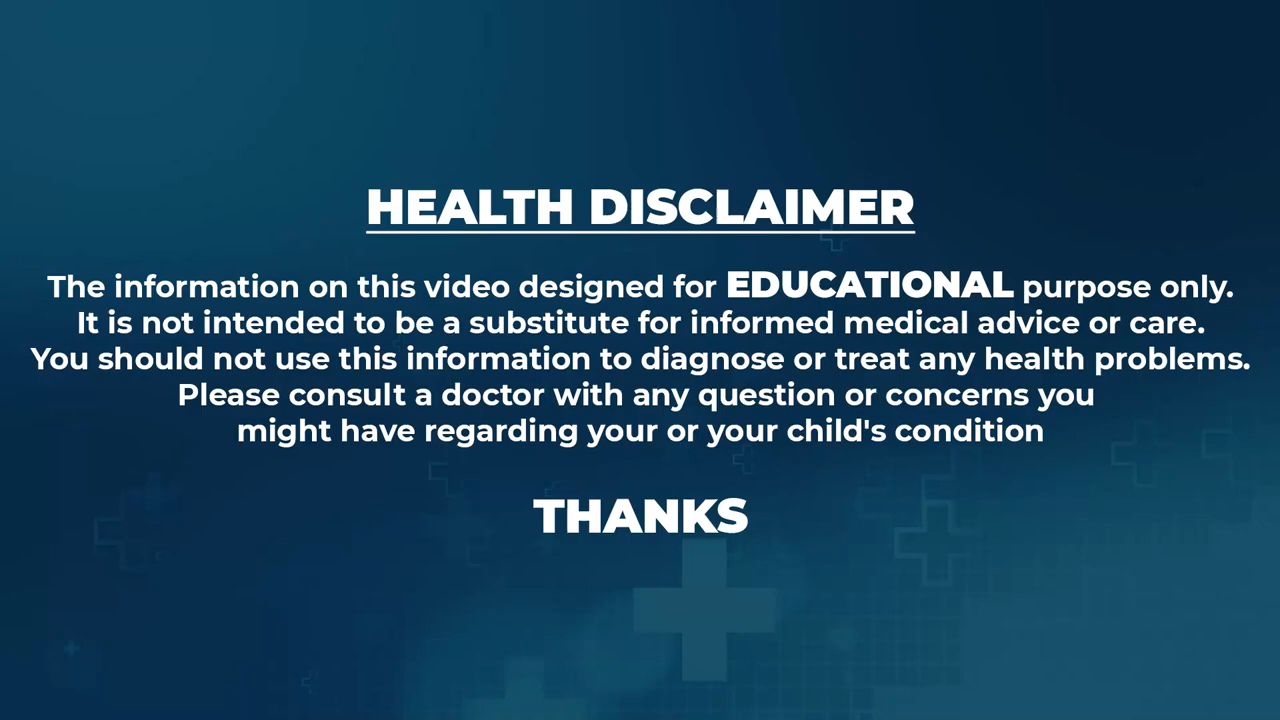 HEALTH DISCLAIMER
The information on this video designed for EDUCATIONAL purpose only.
It is not intended to be a substitute for informed medical advice or care.
You should not use this information to diagnose or treat any health problems.
Please consult a doctor with any question or concerns you
might have regarding your or your child's condition
THANKS